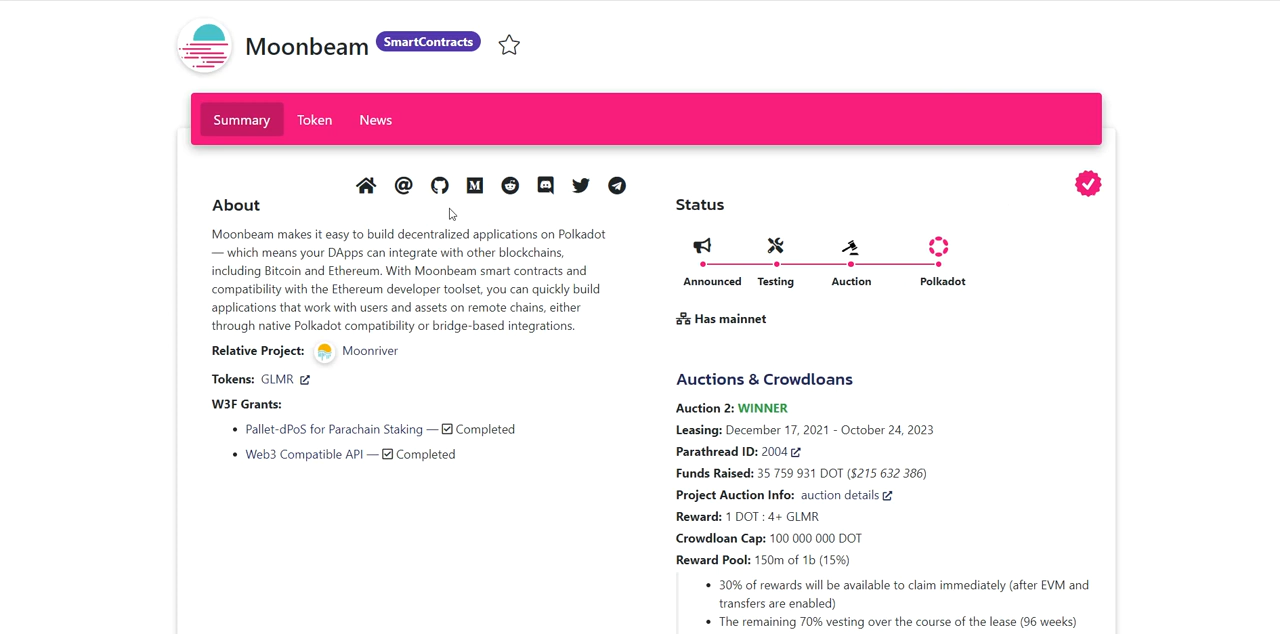 Moonbeam SmartContracts
Summary Token News
About
Moonbeam makes it easy to build decentralized applications on Polkadot
— which means your DApps can integrate with other blockchains,
including Bitcoin and Ethereum. With Moonbeam smart contracts and
compatibility with the Ethereum developer toolset, you can quickly build
applications that work with users and assets on remote chains, either
through native Polkadot compatibility or bridge-based integrations.
Relative Project: Moonriver
Tokens: GLMR
W3F Grants:
• Pallet-dPoS for Parachain Staking — Completed
• Web3 Compatible API — Completed
Status
Announced Testing Auction Polkadot
Has mainnet
Auctions & Crowdloans
Auction 2: WINNER
Leasing: December 17, 2021 - October 24, 2023
Parathread ID: 2004
Funds Raised: 35 759 931 DOT ($215 632 386)
Project Auction Info: auction details
Reward: 1 DOT : 4+ GLMR
Crowdloan Cap: 100 000 000 DOT
Reward Pool: 150m of 1b (15%)
• 30% of rewards will be available to claim immediately (after EVM and
transfers are enabled)
• The remaining 70% vesting over the course of the lease (96 weeks)